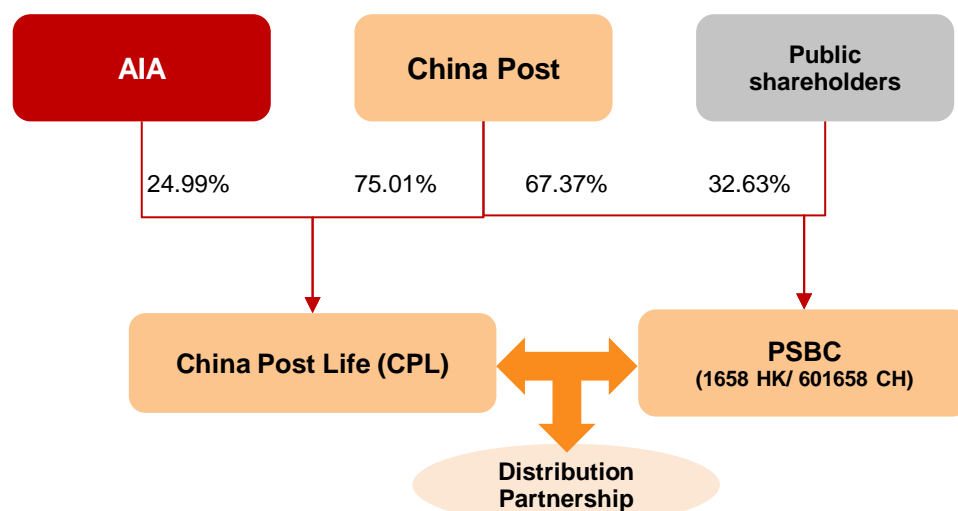 AIA
China Post
Public
shareholders
24.99%
75.01%
67.37%
32.63%
China Post Life (CPL)
PSBC
(1658 HK/ 601658 CH)
Distribution
Partnership